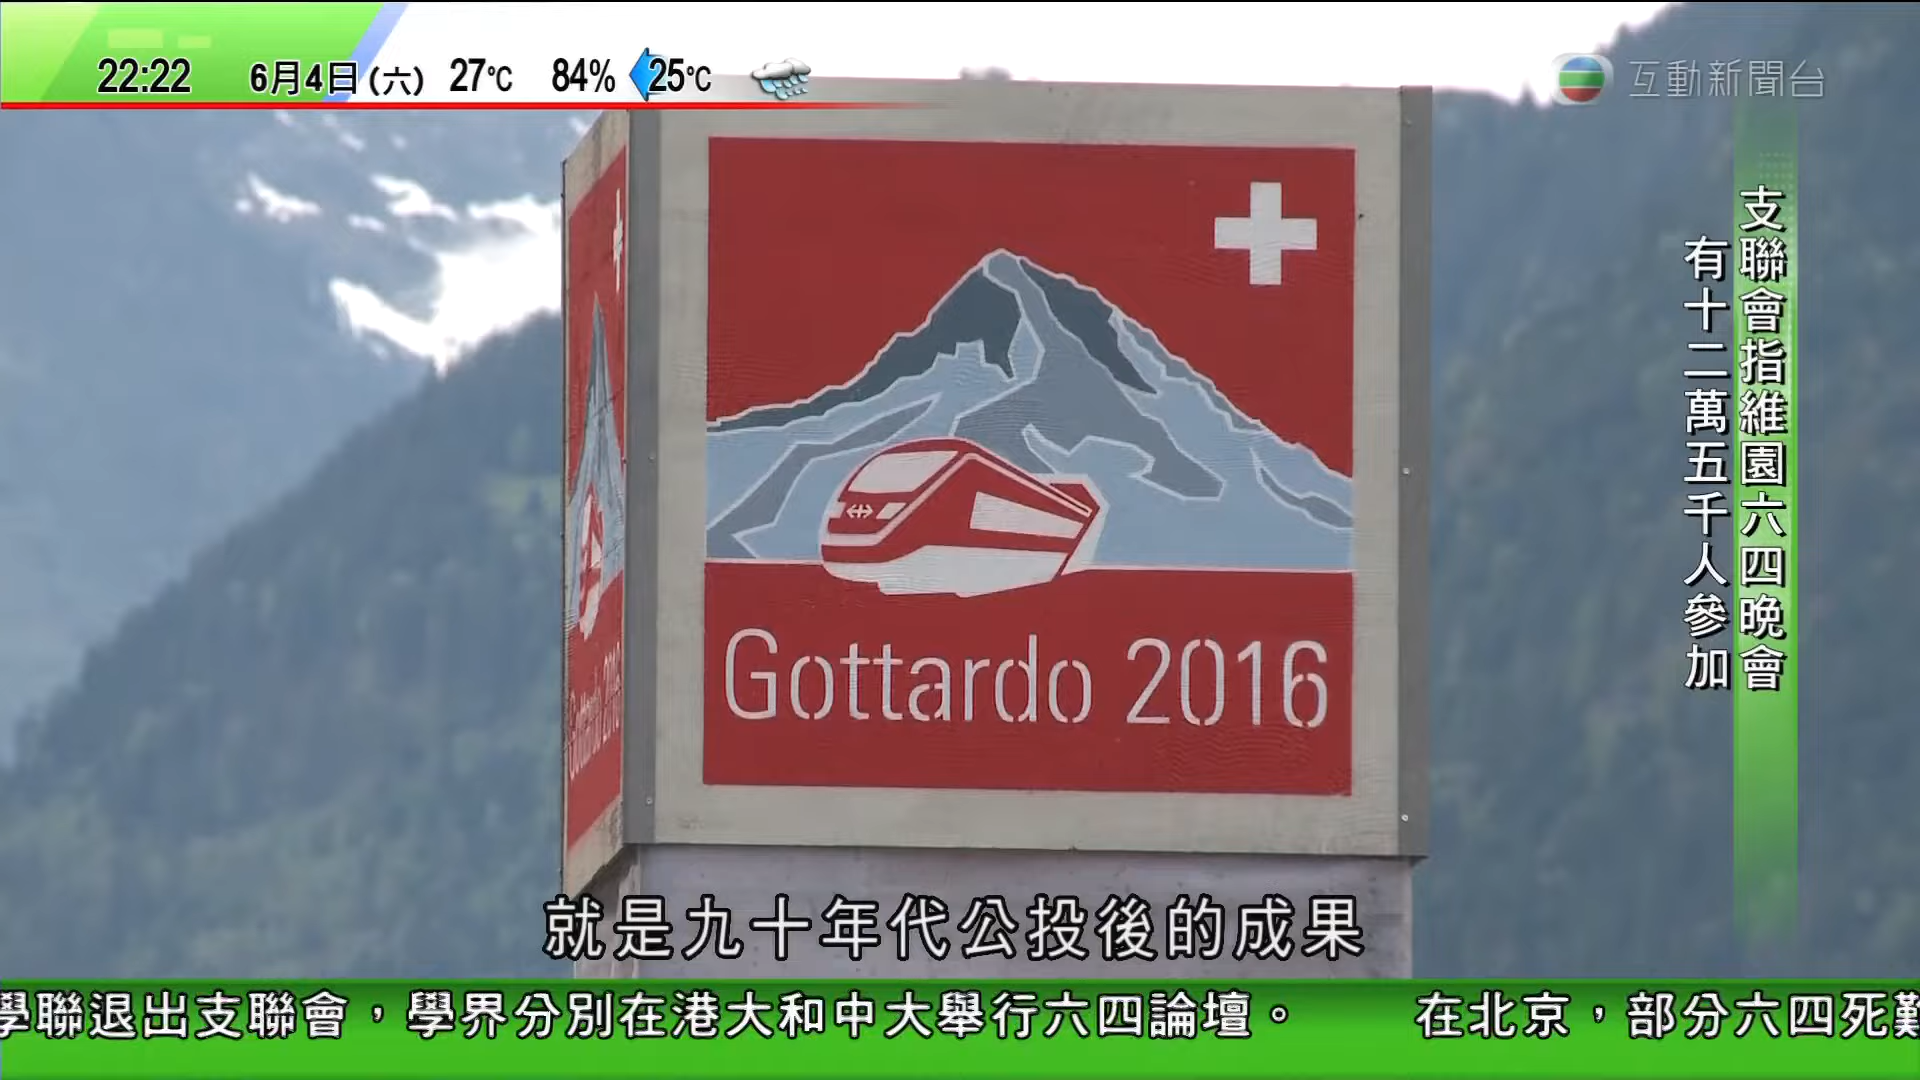 22:22 6月4日(六) 27℃ 84% 25℃
互動新聞台
支聯會指維園六四晚會
有十二萬五千人參加
Gottardo 2016
Gottardo 2016
就是九十年代公投後的成果
學聯退出支聯會，學界分別在港大和中大舉行六四論壇。 在北京，部分六四死難